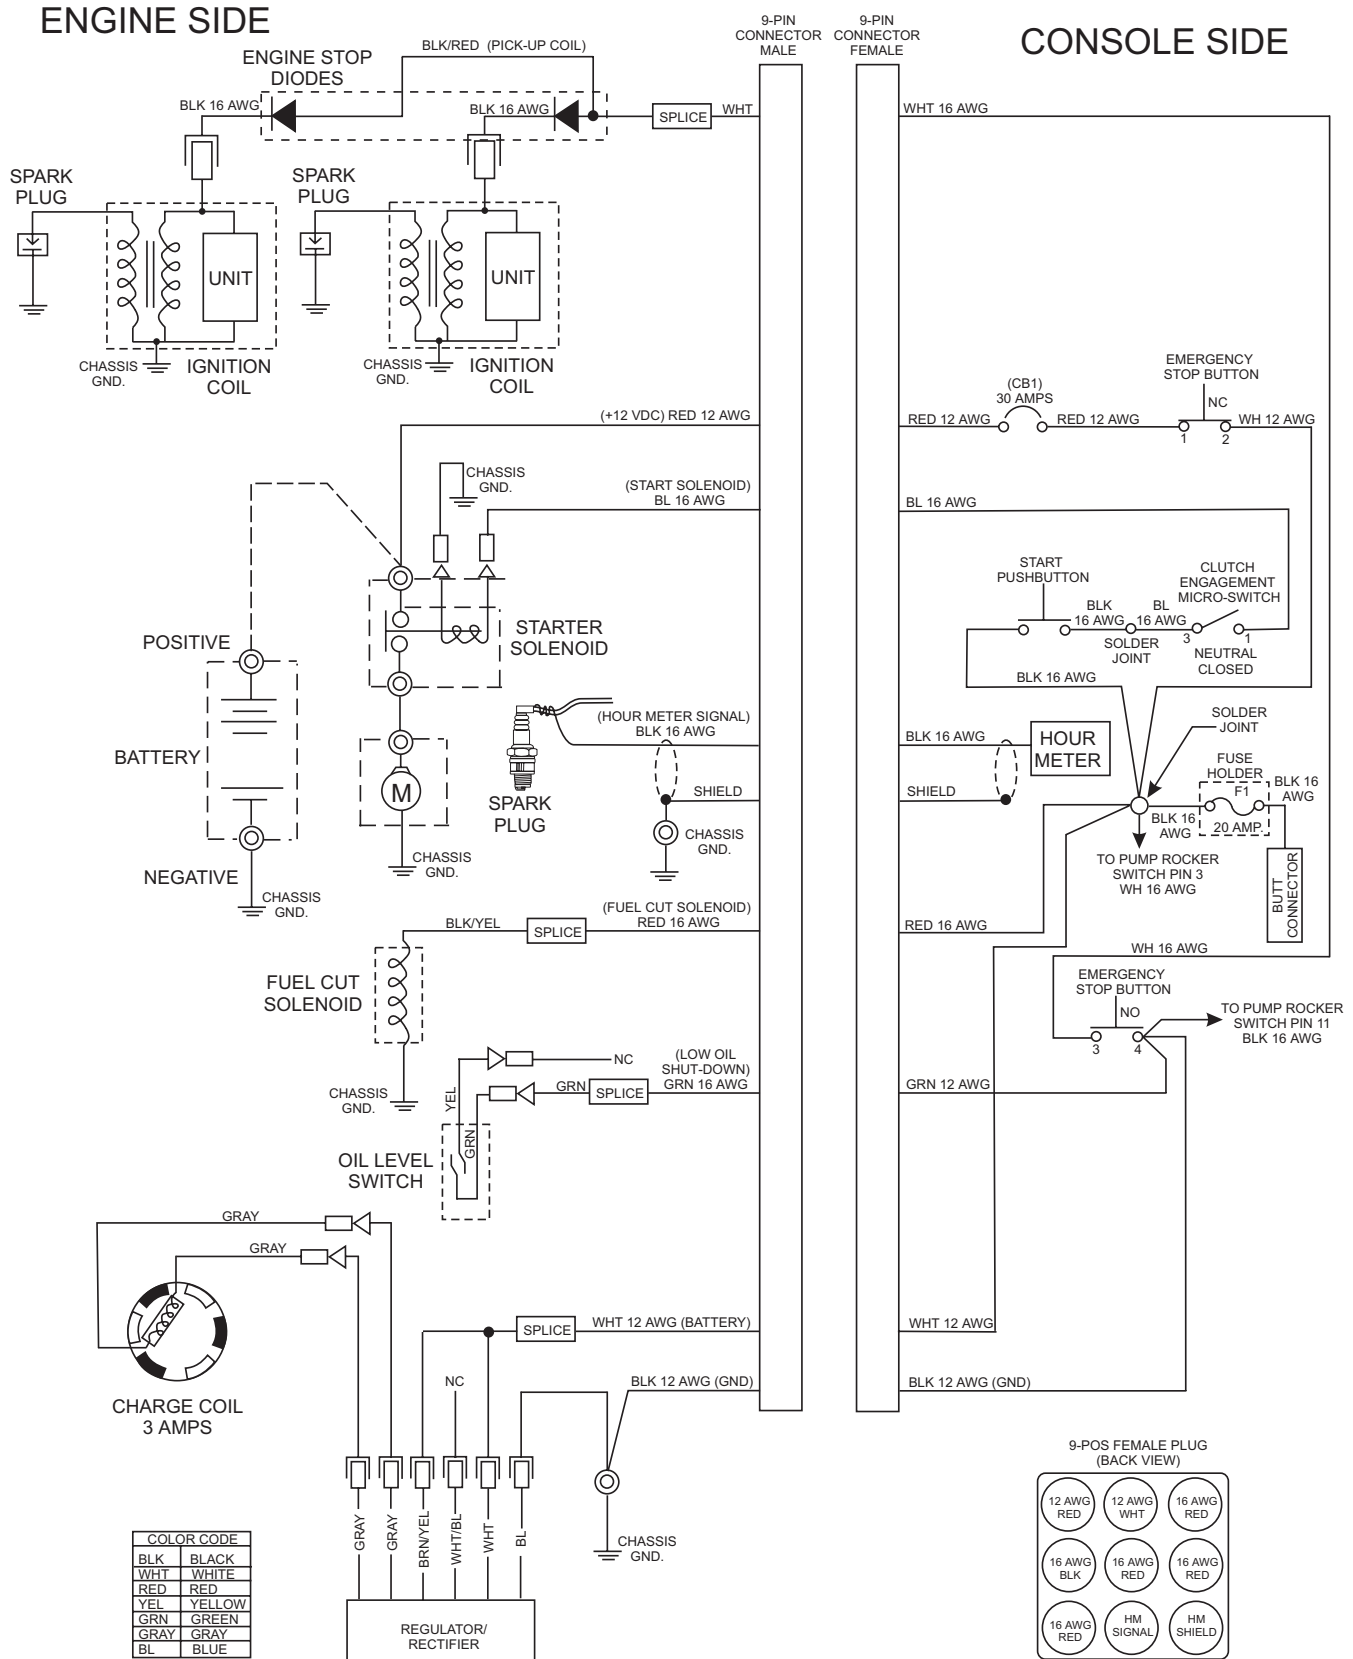 ENGINE SIDE
CONSOLE SIDE
9-PIN
CONNECTOR
MALE
9-PIN
CONNECTOR
FEMALE
BLK/RED (PICK-UP COIL)
ENGINE STOP
DIODES
BLK 16 AWG
BLK 16 AWG
SPLICE
WHT
WHT 16 AWG
SPARK
PLUG
SPARK
PLUG
UNIT
UNIT
CHASSIS
GND.
IGNITION
COIL
CHASSIS
GND.
IGNITION
COIL
(+12 VDC) RED 12 AWG
RED 12 AWG
(CB1)
30 AMPS
RED 12 AWG
EMERGENCY
STOP BUTTON
NC
1
2
WH 12 AWG
CHASSIS
GND.
(START SOLENOID)
BL 16 AWG
BL 16 AWG
START
PUSHBUTTON
BLK
16 AWG
BL
16 AWG
SOLDER
JOINT
CLUTCH
ENGAGEMENT
MICRO-SWITCH
3
1
NEUTRAL
CLOSED
BLK 16 AWG
STARTER
SOLENOID
POSITIVE
BATTERY
NEGATIVE
CHASSIS
GND.
M
CHASSIS
GND.
SPARK
PLUG
(HOUR METER SIGNAL)
BLK 16 AWG
SHIELD
CHASSIS
GND.
BLK 16 AWG
HOUR
METER
SHIELD
SOLDER
JOINT
FUSE
HOLDER
F1
20 AMP.
BLK 16
AWG
BLK 16
AWG
BUTT
CONNECTOR
TO PUMP ROCKER
SWITCH PIN 3
WH 16 AWG
BLK/YEL
SPLICE
(FUEL CUT SOLENOID)
RED 16 AWG
RED 16 AWG
FUEL CUT
SOLENOID
CHASSIS
GND.
WH 16 AWG
EMERGENCY
STOP BUTTON
NO
3
4
TO PUMP ROCKER
SWITCH PIN 11
BLK 16 AWG
NC
(LOW OIL
SHUT-DOWN)
GRN 16 AWG
GRN
SPLICE
YEL
GRN
GRN 12 AWG
OIL LEVEL
SWITCH
GRAY
GRAY
CHARGE COIL
3 AMPS
SPLICE
WHT 12 AWG (BATTERY)
WHT 12 AWG
NC
BLK 12 AWG (GND)
BLK 12 AWG (GND)
GRAY
GRAY
BRN/YEL
WHT/BL
WHT
BL
CHASSIS
GND.
REGULATOR/
RECTIFIER
COLOR CODE
BLK BLACK
WHT WHITE
RED RED
YEL YELLOW
GRN GREEN
GRAY GRAY
BL BLUE
9-POS FEMALE PLUG
(BACK VIEW)
12 AWG
RED
12 AWG
WHT
16 AWG
RED
16 AWG
BLK
16 AWG
RED
16 AWG
RED
16 AWG
RED
HM
SIGNAL
HM
SHIELD